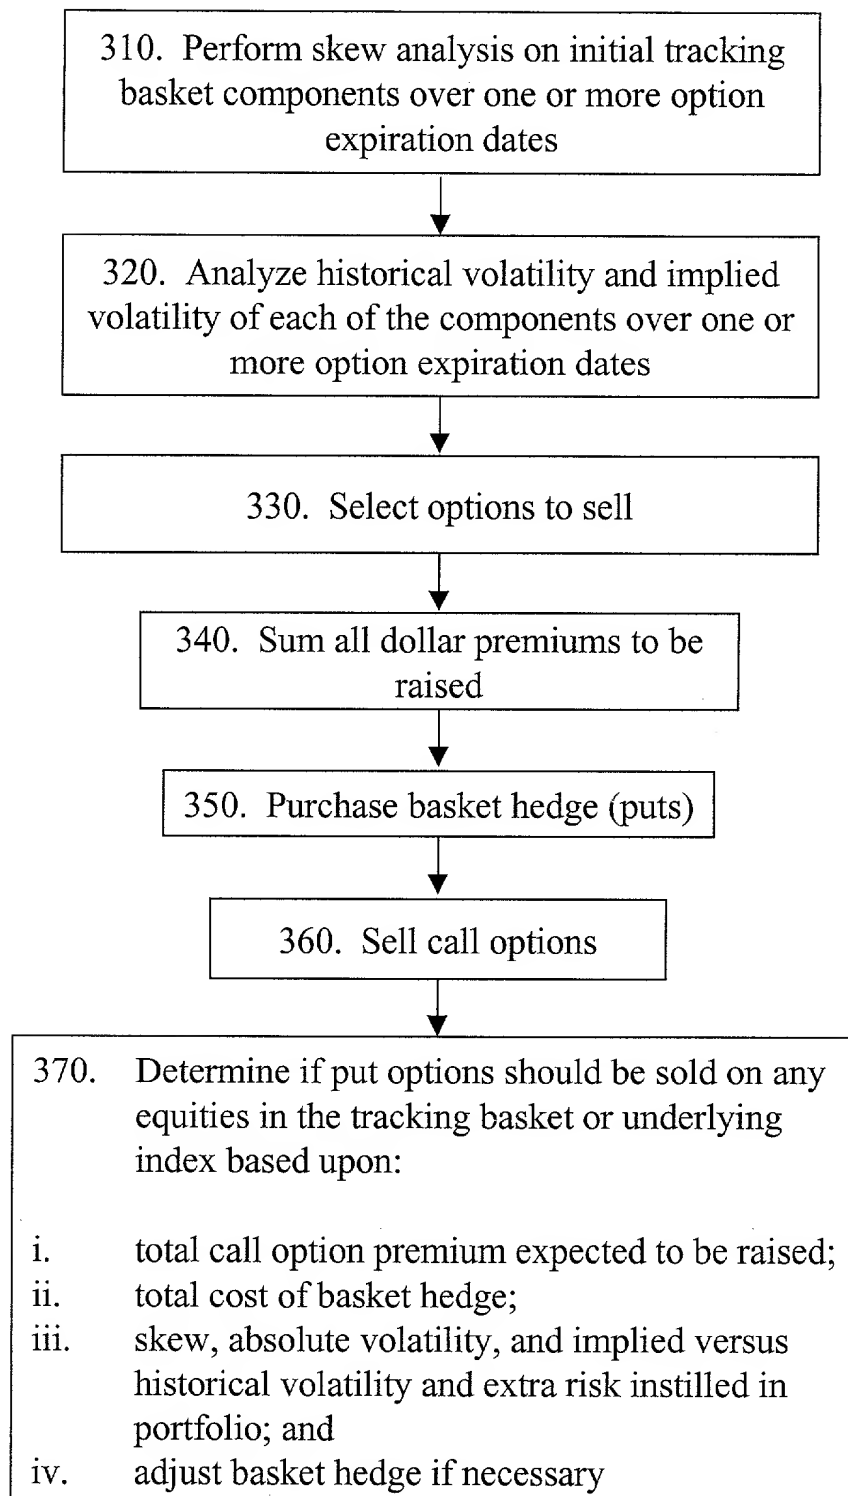 310. Perform skew analysis on initial tracking
basket components over one or more option
expiration dates
320. Analyze historical volatility and implied
volatility of each of the components over one or
more option expiration dates
330. Select options to sell
340. Sum all dollar premiums to be
raised
350. Purchase basket hedge (puts)
360. Sell call options
370. Determine if put options should be sold on any
equities in the tracking basket or underlying
index based upon:
i. total call option premium expected to be raised;
ii. total cost of basket hedge;
iii. skew, absolute volatility, and implied versus
historical volatility and extra risk instilled in
portfolio; and
iv. adjust basket hedge if necessary